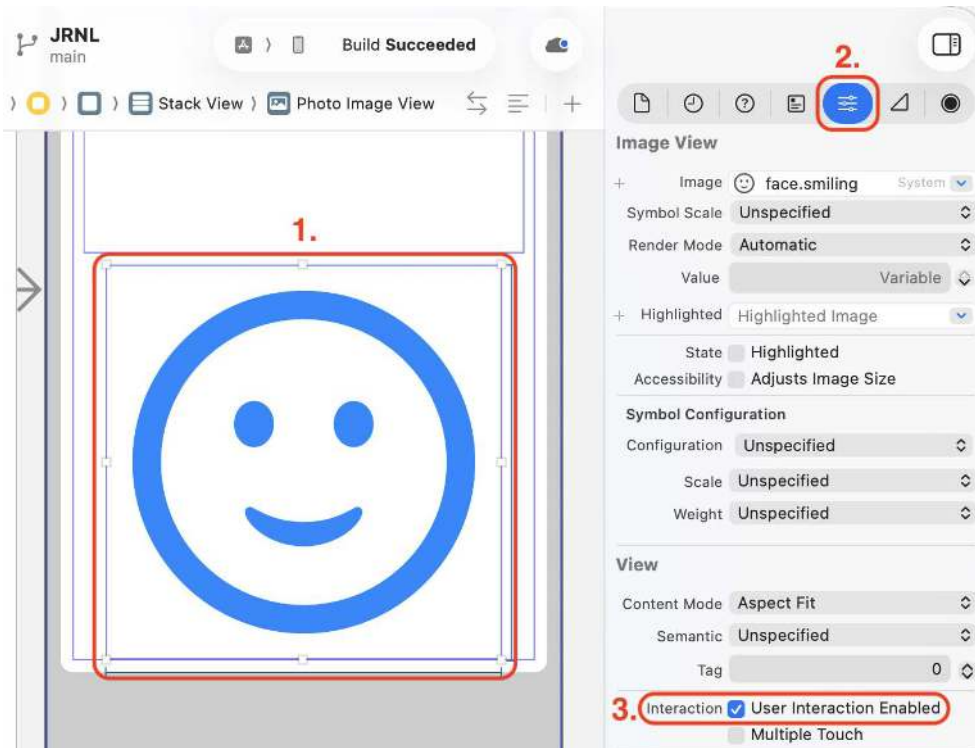 JRNL
main
Build Succeeded
Stack View
Photo Image View
1.
2.
Image View
Image face.smiling System
Symbol Scale Unspecified
Render Mode Automatic
Value Variable
Highlighted Highlighted Image
State Highlighted
Accessibility Adjusts Image Size
Symbol Configuration
Configuration Unspecified
Scale Unspecified
Weight Unspecified
View
Content Mode Aspect Fit
Semantic Unspecified
Tag 0
3. Interaction User Interaction Enabled
Multiple Touch